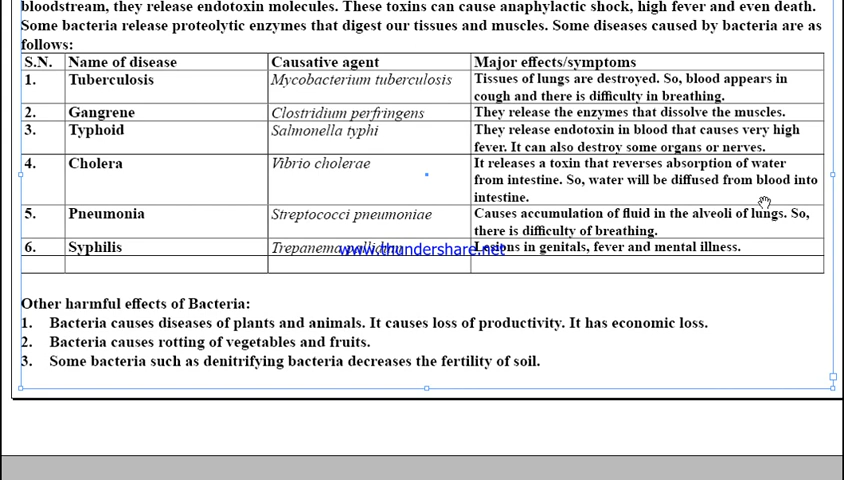 bloodstream, they release endotoxin molecules. These toxins can cause anaphylactic shock, high fever and even death.
Some bacteria release proteolytic enzymes that digest our tissues and muscles. Some diseases caused by bacteria are as
follows:
S.N. Name of disease Causative agent Major effects/symptoms
1. Tuberculosis Mycobacterium tuberculosis Tissues of lungs are destroyed. So, blood appears in
cough and there is difficulty in breathing.
2. Gangrene Clostridium perfringens They release the enzymes that dissolve the muscles.
3. Typhoid Salmonella typhi They release endotoxin in blood that causes very high
fever. It can also destroy some organs or nerves.
4. Cholera Vibrio cholerae It releases a toxin that reverses absorption of water
from intestine. So, water will be diffused from blood into
intestine.
5. Pneumonia Streptococci pneumoniae Causes accumulation of fluid in the alveoli of lungs. So,
there is difficulty of breathing.
6. Syphilis Trepanema pallidum Lesions in genitals, fever and mental illness.
www.thundershare.net
Other harmful effects of Bacteria:
1. Bacteria causes diseases of plants and animals. It causes loss of productivity. It has economic loss.
2. Bacteria causes rotting of vegetables and fruits.
3. Some bacteria such as denitrifying bacteria decreases the fertility of soil.